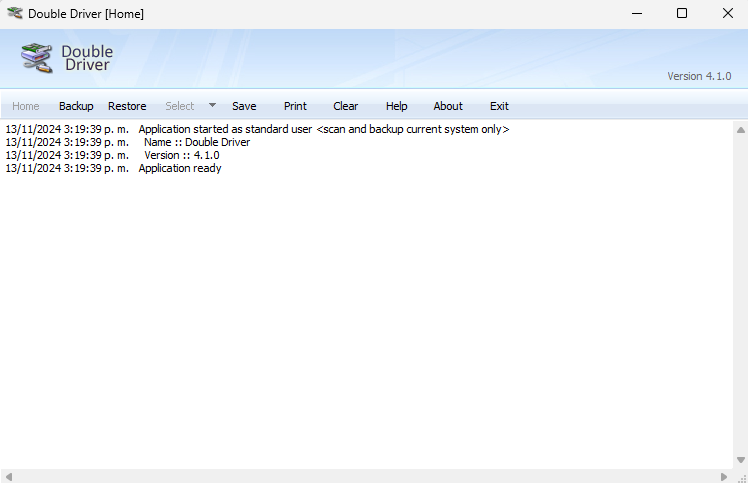 Double Driver [Home]
Double
Driver
Version 4.1.0
Home Backup Restore Select Save Print Clear Help About Exit
13/11/2024 3:19:39 p. m. Application started as standard user <scan and backup current system only>
13/11/2024 3:19:39 p. m. Name :: Double Driver
13/11/2024 3:19:39 p. m. Version :: 4.1.0
13/11/2024 3:19:39 p. m. Application ready